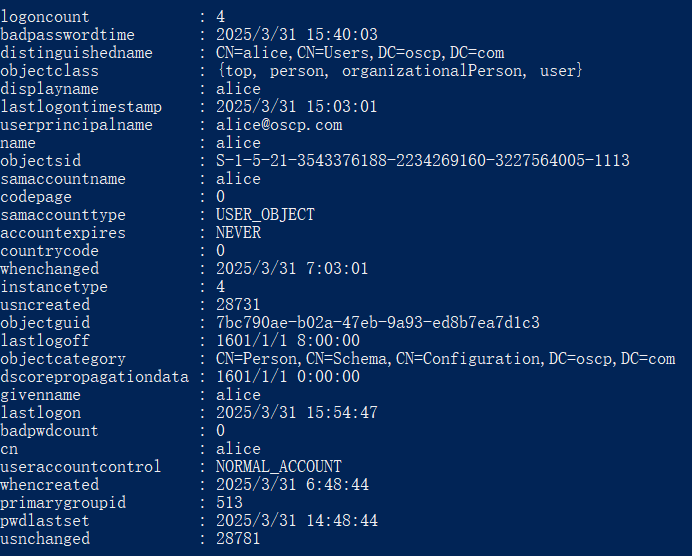 logoncount : 4
badpasswordtime : 2025/3/31 15:40:03
distinguishedname : CN=alice,CN=Users,DC=oscp,DC=com
objectclass : {top, person, organizationalPerson, user}
displayname : alice
lastlogontimestamp : 2025/3/31 15:03:01
userprincipalname : alice@oscp.com
name : alice
objectsid : S-1-5-21-3543376188-2234269160-3227564005-1113
samaccountname : alice
codepage : 0
samaccounttype : USER_OBJECT
accountexpires : NEVER
countrycode : 0
whenchanged : 2025/3/31 7:03:01
instancetype : 4
usncreated : 28731
objectguid : 7bc790ae-b02a-47eb-9a93-ed8b7ea7d1c3
lastlogoff : 1601/1/1 8:00:00
objectcategory : CN=Person,CN=Schema,CN=Configuration,DC=oscp,DC=com
dscorepropagationdata : 1601/1/1 0:00:00
givenname : alice
lastlogon : 2025/3/31 15:54:47
badpwdcount : 0
cn : alice
useraccountcontrol : NORMAL_ACCOUNT
whencreated : 2025/3/31 6:48:44
primarygroupid : 513
pwdlastset : 2025/3/31 14:48:44
usnchanged : 28781